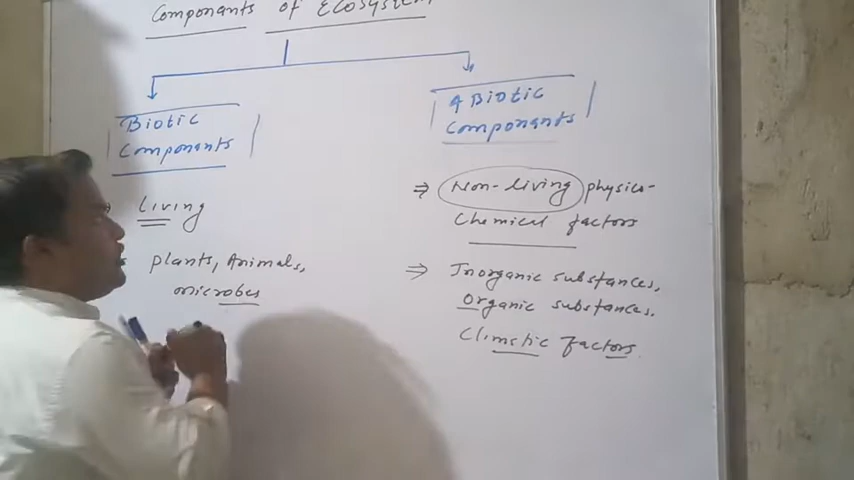 Components of Ecosystem
Biotic
Components
Living
plants, Animals,
microbes
ABiotic
Components
⇒ Non-Living physico-
Chemical factors
⇒ Inorganic substances,
Organic substances.
Climatic factors